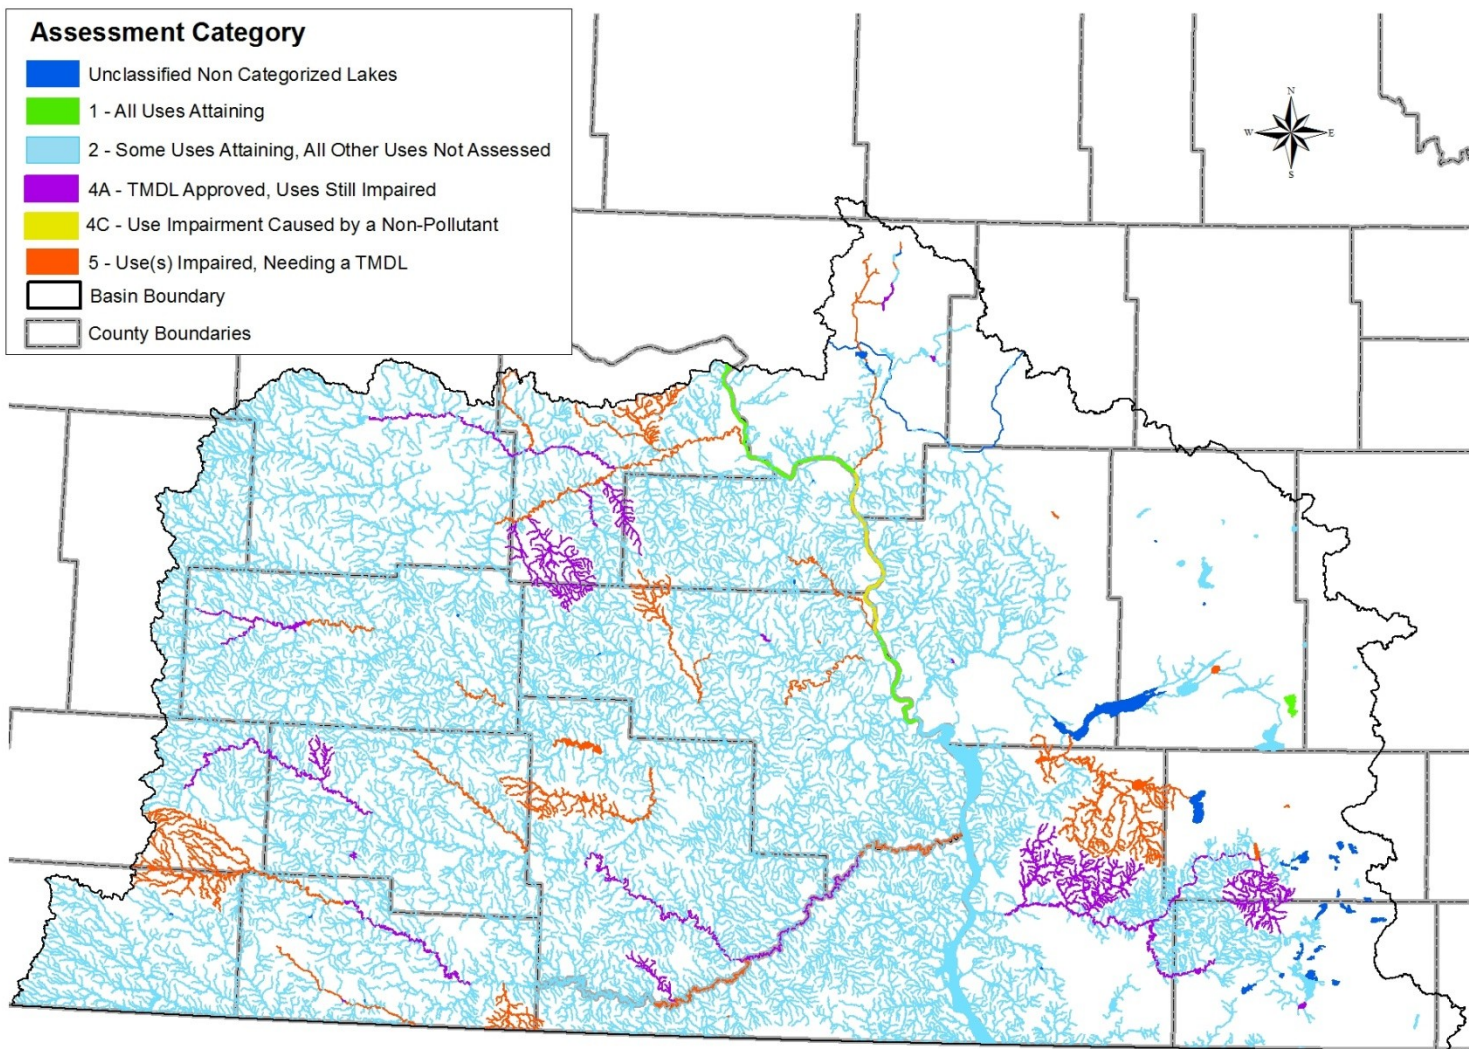 Assessment Category
Unclassified Non Categorized Lakes
1 - All Uses Attaining
2 - Some Uses Attaining, All Other Uses Not Assessed
4A - TMDL Approved, Uses Still Impaired
4C - Use Impairment Caused by a Non-Pollutant
5 - Use(s) Impaired, Needing a TMDL
Basin Boundary
County Boundaries
N
W E
S